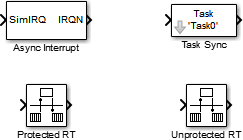 SimIRQ IRQN
Async Interrupt
Task
'Task0'
Task Sync
Protected RT
Unprotected RT